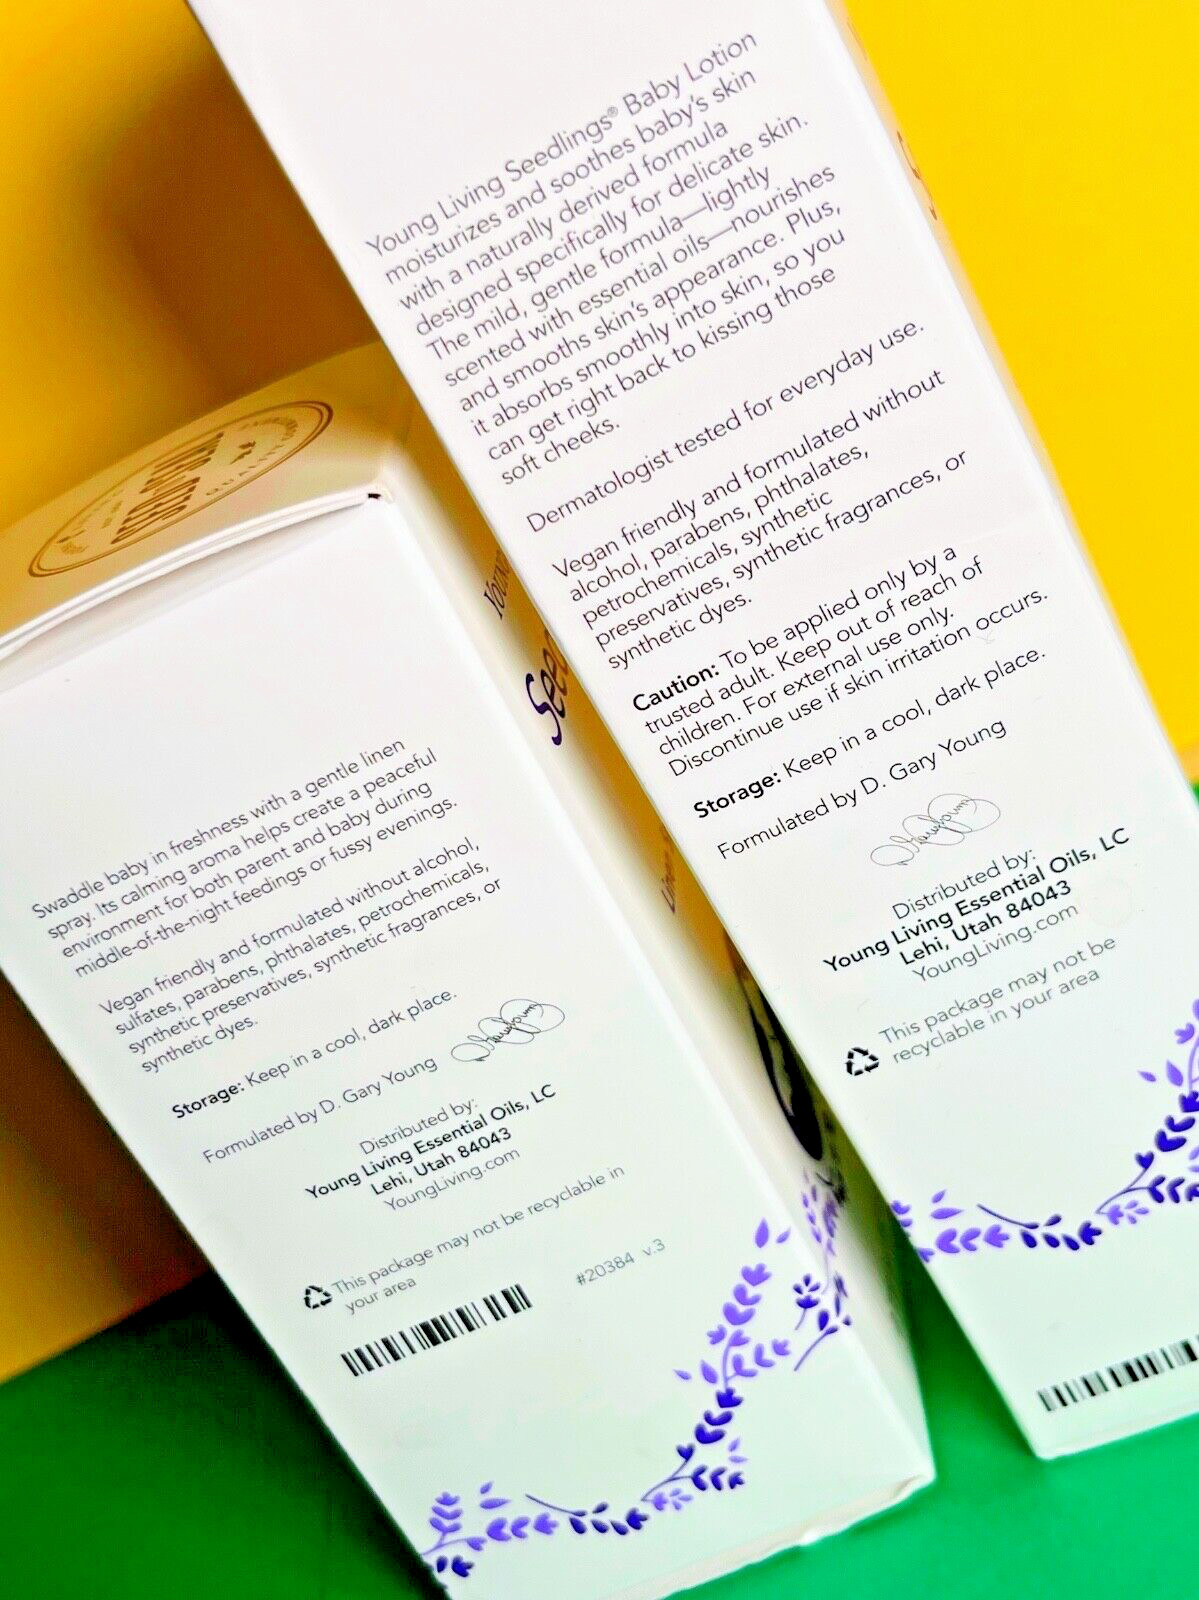 Young Living Seedlings® Baby Lotion
moisturizes and soothes baby's skin
with a naturally derived formula
designed specifically for delicate skin.
The mild, gentle formula—lightly
scented with essential oils—nourishes
and smooths skin's appearance. Plus,
it absorbs smoothly into skin, so you
can get right back to kissing those
soft cheeks.
Dermatologist tested for everyday use.
Vegan friendly and formulated without
alcohol, parabens, phthalates,
petrochemicals, synthetic
preservatives, synthetic fragrances, or
synthetic dyes.
Caution: To be applied only by a
trusted adult. Keep out of reach of
children. For external use only.
Discontinue use if skin irritation occurs.
Storage: Keep in a cool, dark place.
Formulated by D. Gary Young
Distributed by:
Young Living Essential Oils, LC
Lehi, Utah 84043
YoungLiving.com
This package may not be
recyclable in your area
Swaddle baby in freshness with a gentle linen
spray. Its calming aroma helps create a peaceful
environment for both parent and baby during
middle-of-the-night feedings or fussy evenings.
Vegan friendly and formulated without alcohol,
sulfates, parabens, phthalates, petrochemicals,
synthetic preservatives, synthetic fragrances, or
synthetic dyes.
Storage: Keep in a cool, dark place.
Formulated by D. Gary Young
Distributed by:
Young Living Essential Oils, LC
Lehi, Utah 84043
YoungLiving.com
This package may not be recyclable in
your area
#20384 v.3